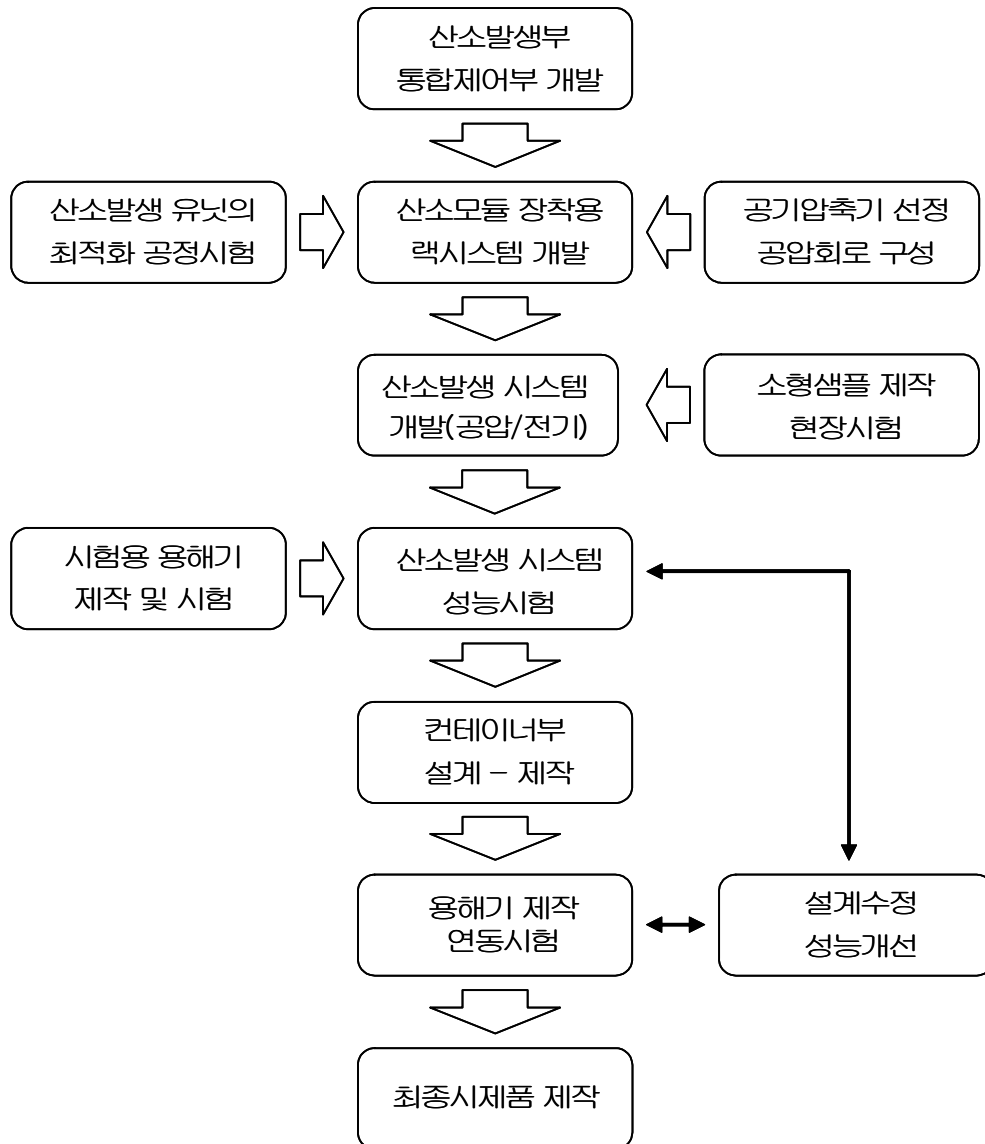 산소발생부
통합제어부 개발
산소발생 유닛의
최적화 공정시험
산소모듈 장착용
랙시스템 개발
공기압축기 선정
공압회로 구성
산소발생 시스템
개발(공압/전기)
소형샘플 제작
현장시험
시험용 용해기
제작 및 시험
산소발생 시스템
성능시험
컨테이너부
설계 – 제작
용해기 제작
연동시험
설계수정
성능개선
최종시제품 제작